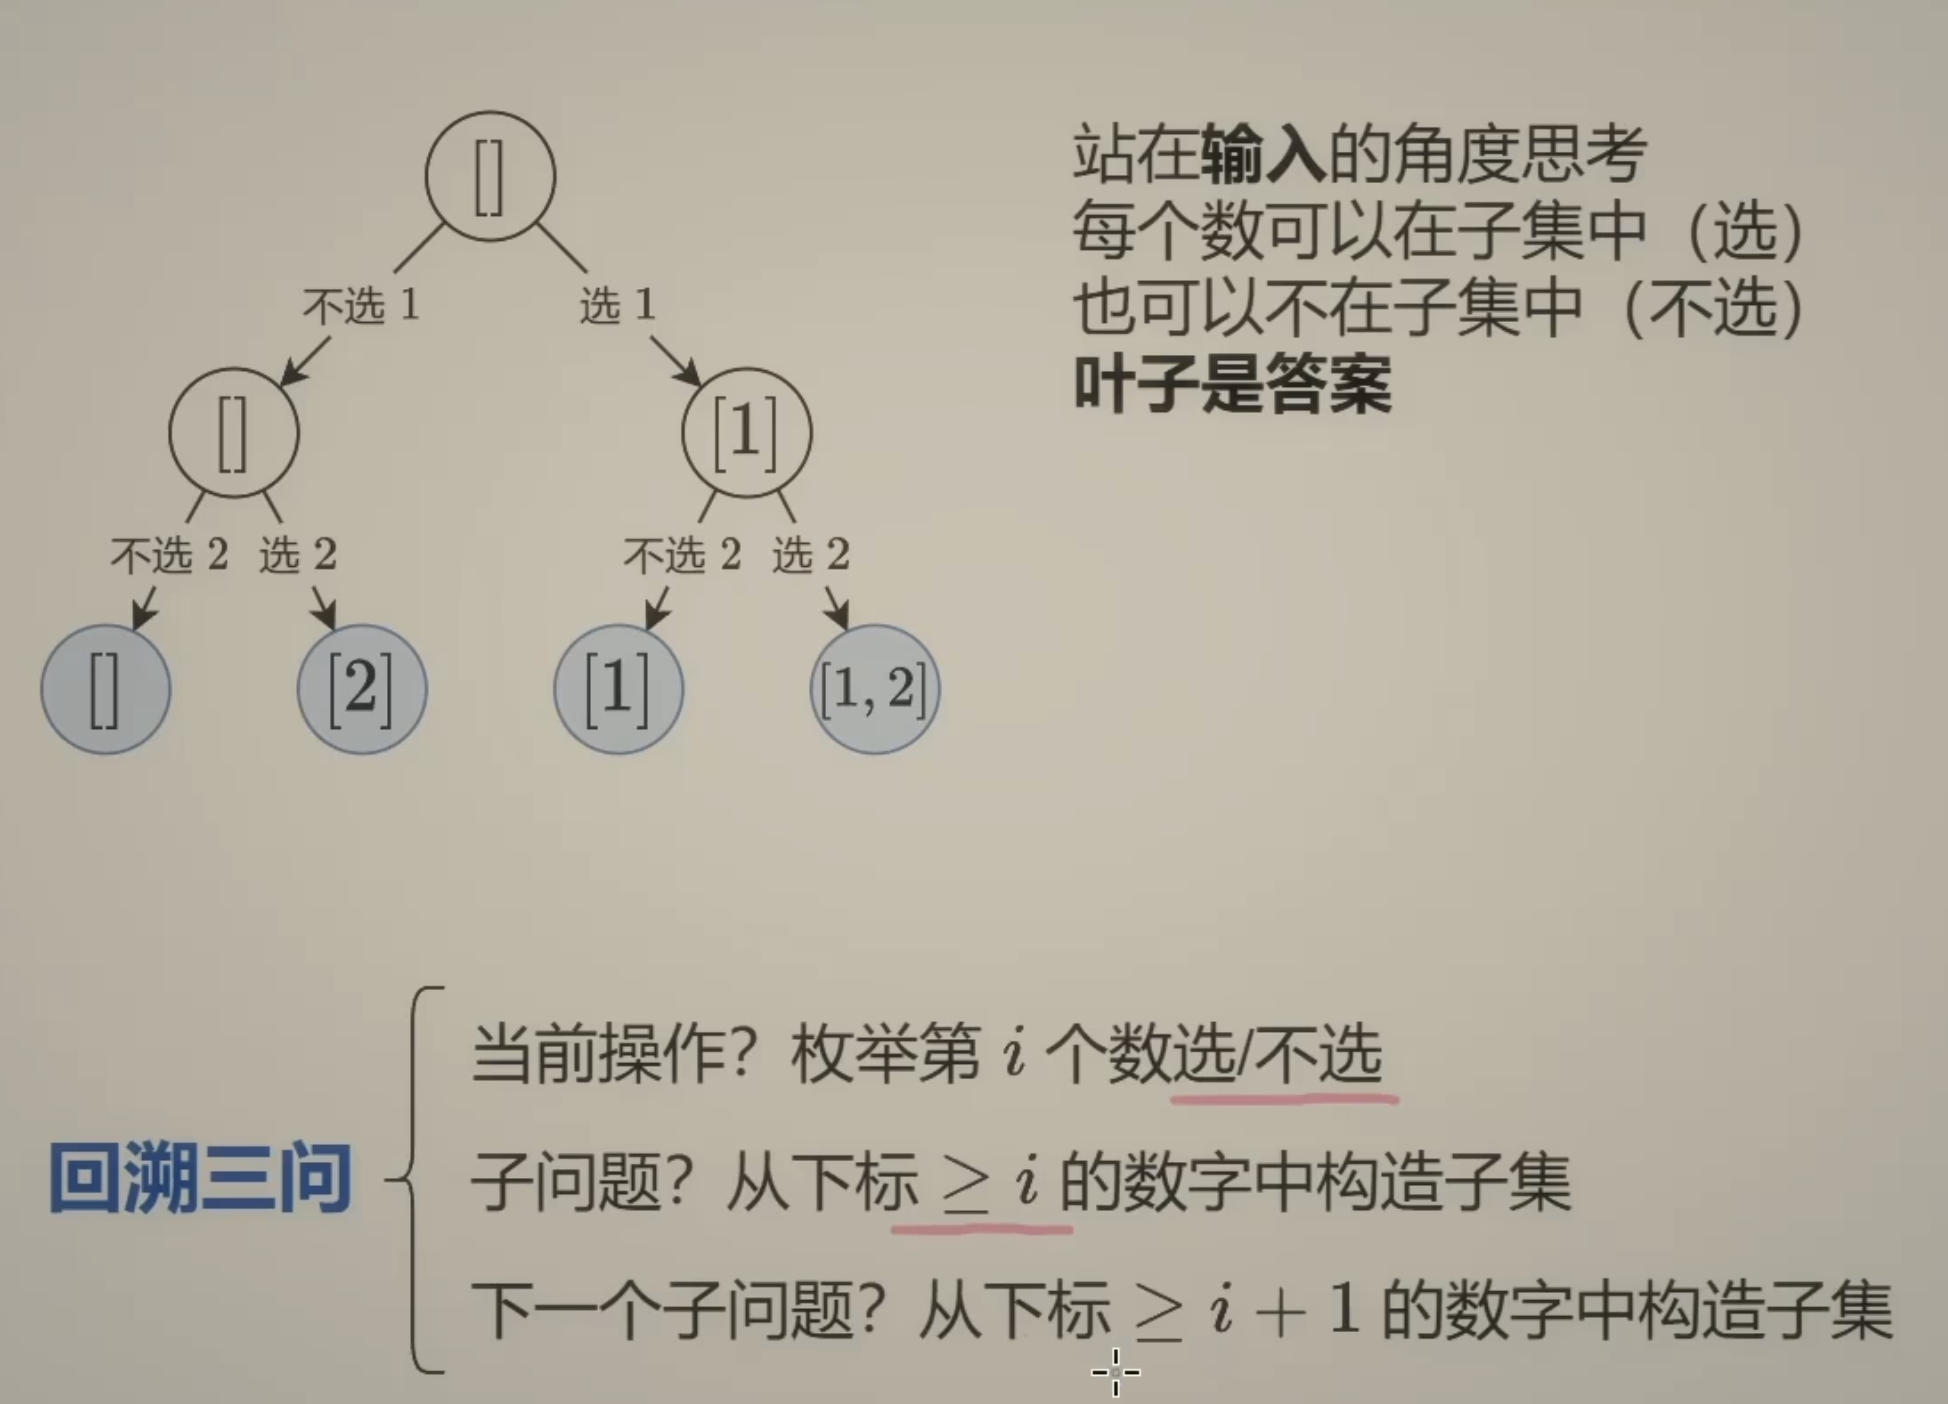 []
不选 1
选 1
[]
[1]
不选 2
选 2
不选 2
选 2
[]
[2]
[1]
[1, 2]
站在输入的角度思考
每个数可以在子集中（选）
也可以不在子集中（不选）
叶子是答案
回溯三问
当前操作？枚举第 i 个数选/不选
子问题？从下标 ≥ i 的数字中构造子集
下一个子问题？从下标 ≥ i + 1 的数字中构造子集